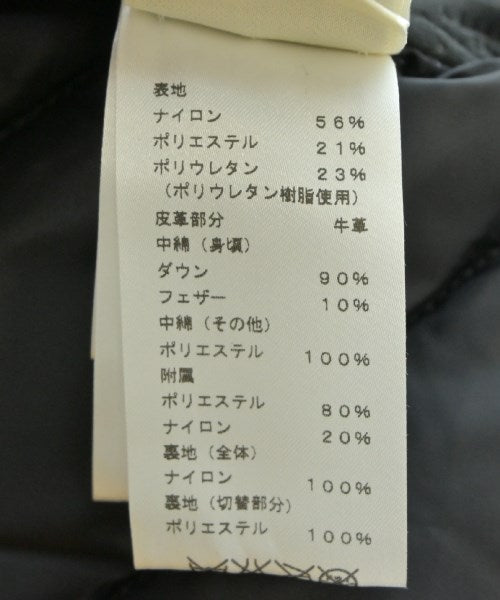 表地
ナイロン 56%
ポリエステル 21%
ポリウレタン 23%
(ポリウレタン樹脂使用)
皮革部分 牛革
中綿(身頃)
ダウン 90%
フェザー 10%
中綿(その他)
ポリエステル 100%
附属
ポリエステル 80%
ナイロン 20%
裏地(全体)
ナイロン 100%
裏地(切替部分)
ポリエステル 100%